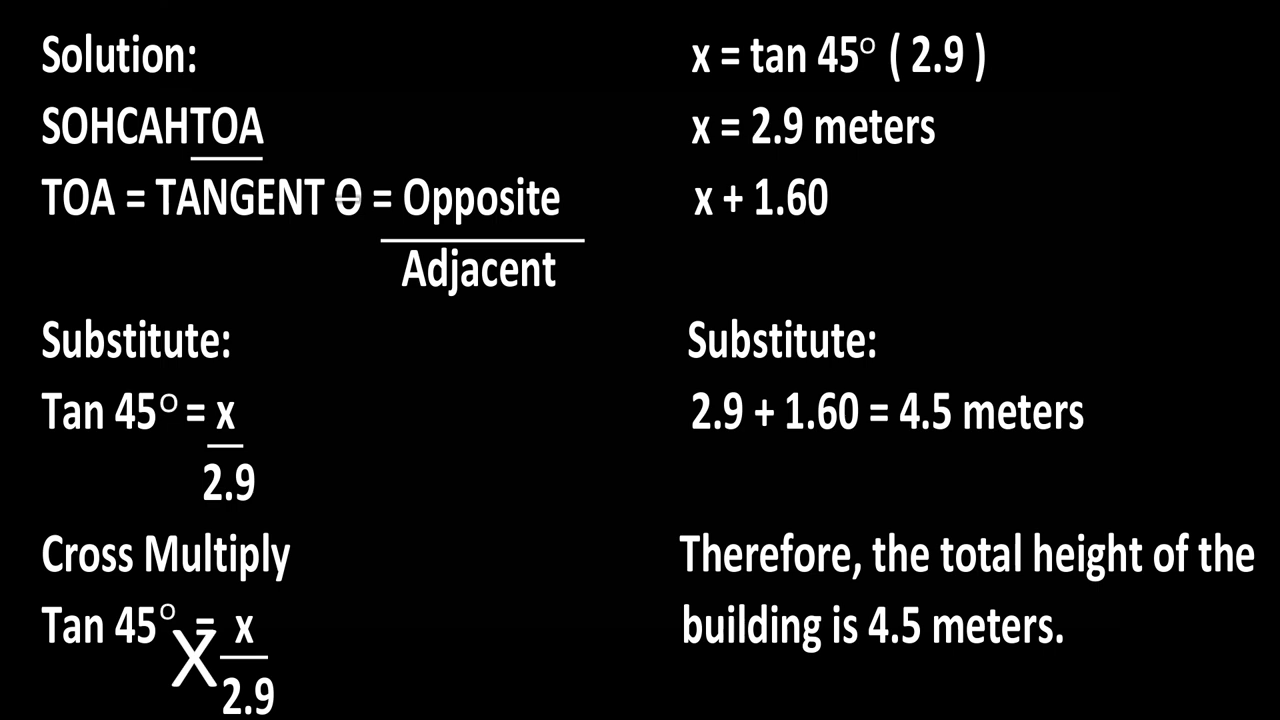 Solution:
SOHCAHTOA
TOA = TANGENT Θ = Opposite
Adjacent
Substitute:
Tan 45° = x
2.9
Cross Multiply
Tan 45° = x
X
2.9
x = tan 45° ( 2.9 )
x = 2.9 meters
x + 1.60
Substitute:
2.9 + 1.60 = 4.5 meters
Therefore, the total height of the
building is 4.5 meters.